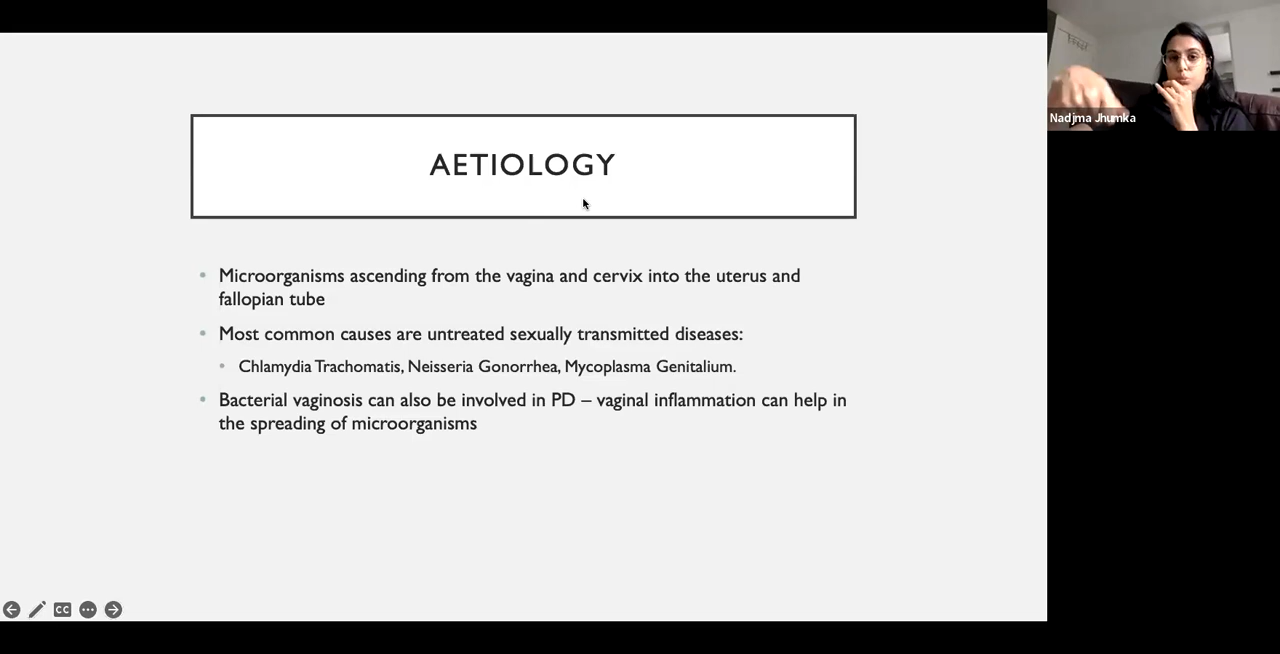 AETIOLOGY
Microorganisms ascending from the vagina and cervix into the uterus and
fallopian tube
Most common causes are untreated sexually transmitted diseases:
Chlamydia Trachomatis, Neisseria Gonorrhea, Mycoplasma Genitalium.
Bacterial vaginosis can also be involved in PD – vaginal inflammation can help in
the spreading of microorganisms
Nadjma Jhumka
CC